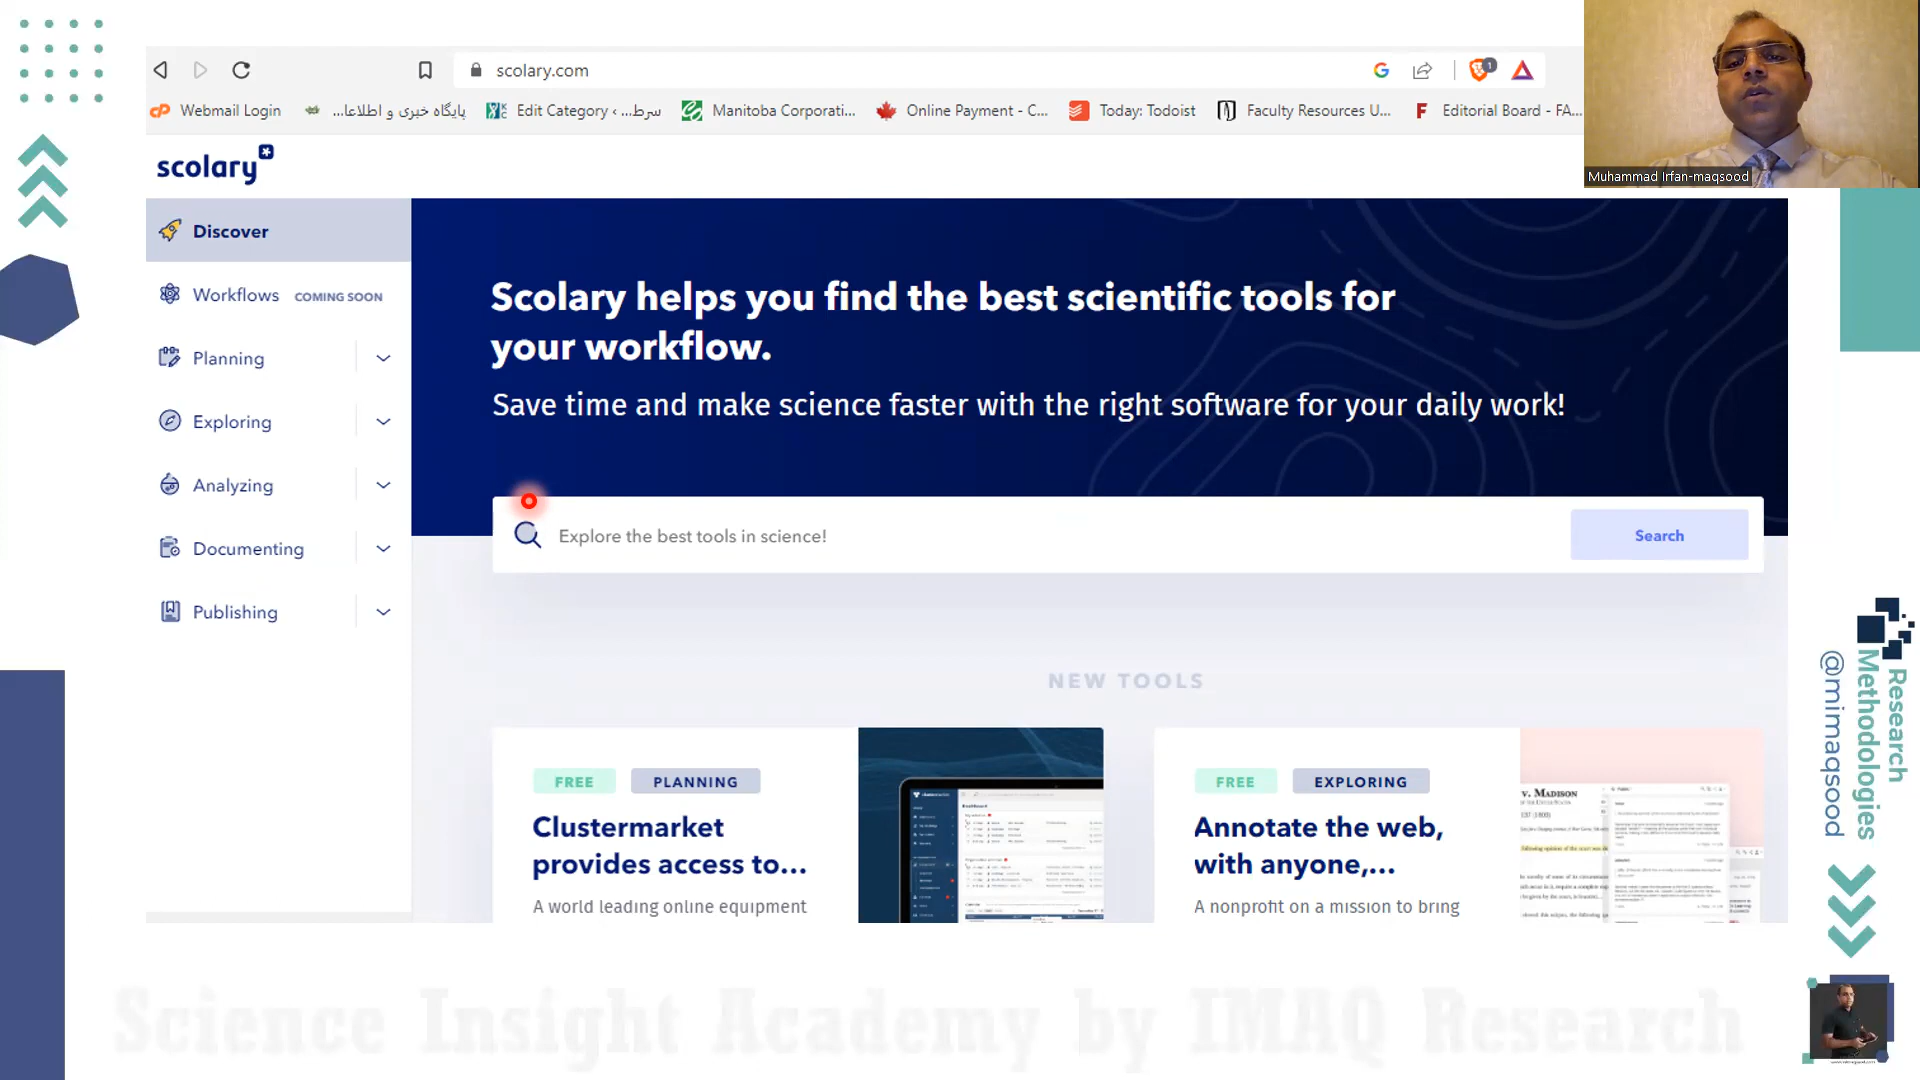 scolary.com
1
Webmail Login
پایگاه خبری و اطلاعا...
Edit Category ‹ سرط...
Manitoba Corporati...
Online Payment - C...
Today: Todoist
Faculty Resources U...
Editorial Board - FA...
Muhammad Irfan-maqsood
scolary
Discover
Workflows COMING SOON
Planning
Exploring
Analyzing
Documenting
Publishing
Scolary helps you find the best scientific tools for
your workflow.
Save time and make science faster with the right software for your daily work!
Explore the best tools in science!
Search
NEW TOOLS
FREE
PLANNING
Clustermarket
provides access to...
A world leading online equipment
FREE
EXPLORING
Annotate the web,
with anyone,...
A nonprofit on a mission to bring
v. MADISON
Research
Methodologies
@mimaqsood
Science Insight Academy by IMAQ Research